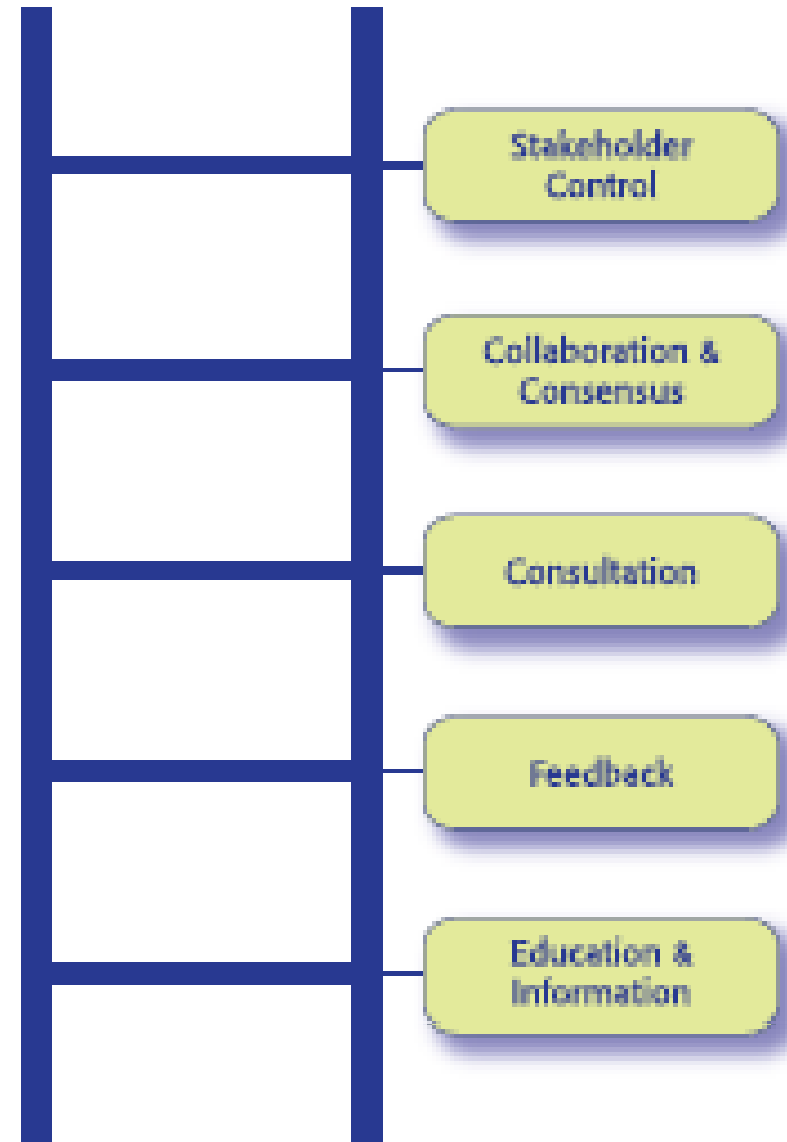 Stakeholder
Control
Collaboration &
Consensus
Consultation
Feedback
Education &
Information